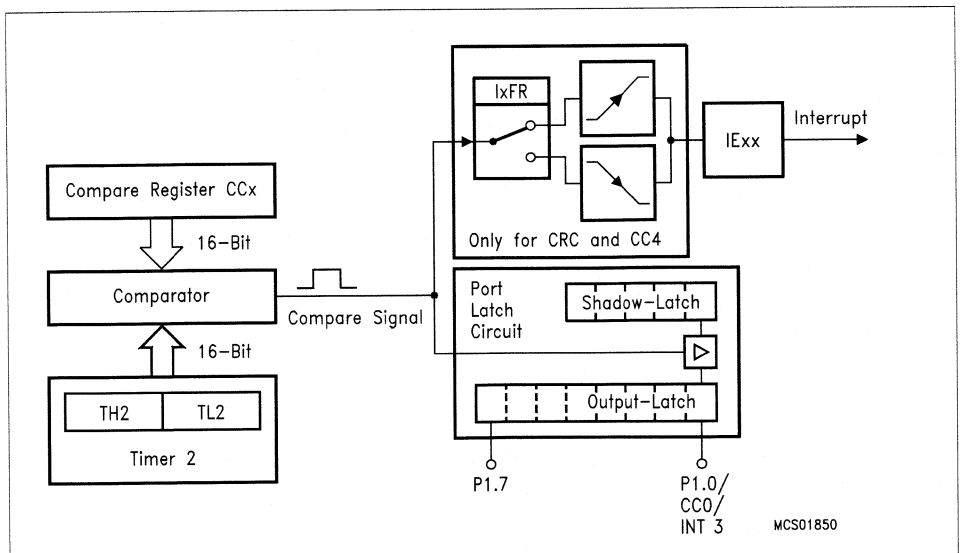 IxFR
IExx
Interrupt
Only for CRC and CC4
Compare Register CCx
16-Bit
Comparator
Compare Signal
16-Bit
TH2
TL2
Timer 2
Port
Latch
Circuit
Shadow-Latch
Output-Latch
P1.7
P1.0/
CC0/
INT 3
MCS01850